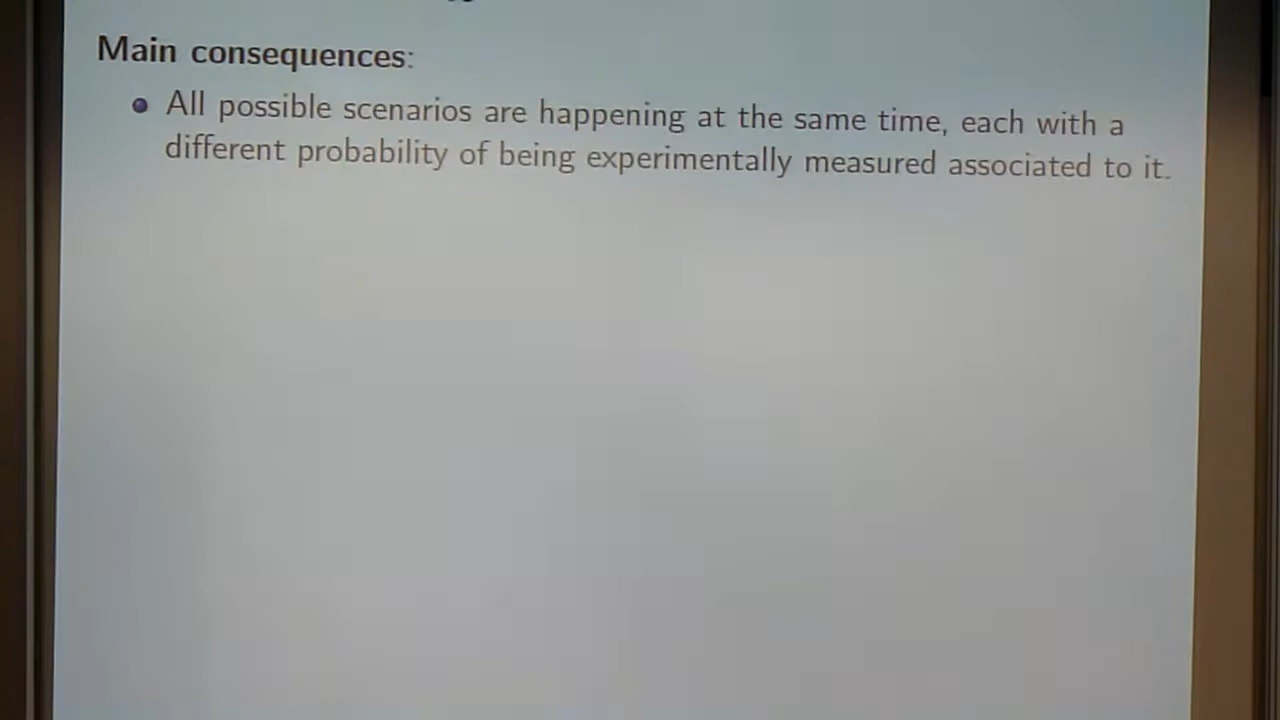 Main consequences:
All possible scenarios are happening at the same time, each with a
different probability of being experimentally measured associated to it.